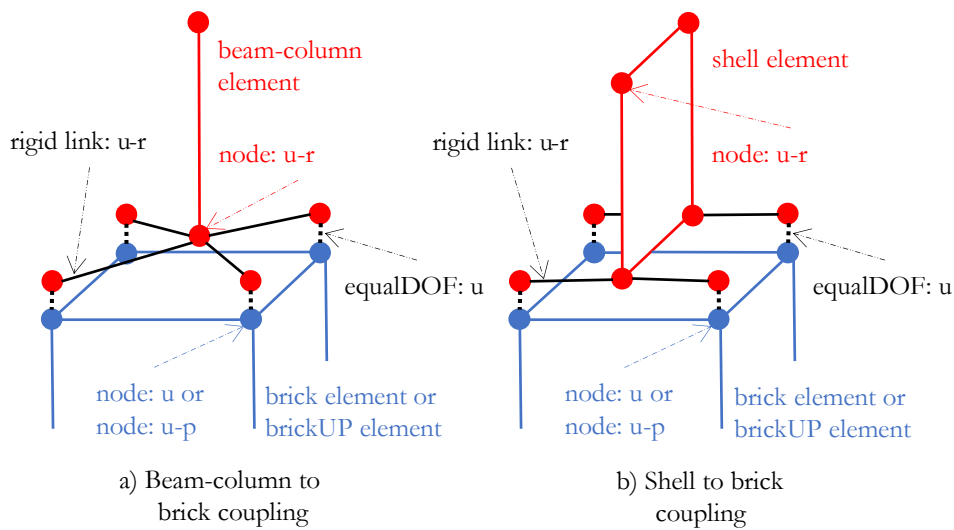 beam-column
element
rigid link: u-r
node: u-r
equalDOF: u
node: u or
node: u-p
brick element or
brickUP element
a) Beam-column to
brick coupling
shell element
rigid link: u-r
node: u-r
equalDOF: u
node: u or
node: u-p
brick element or
brickUP element
b) Shell to brick
coupling